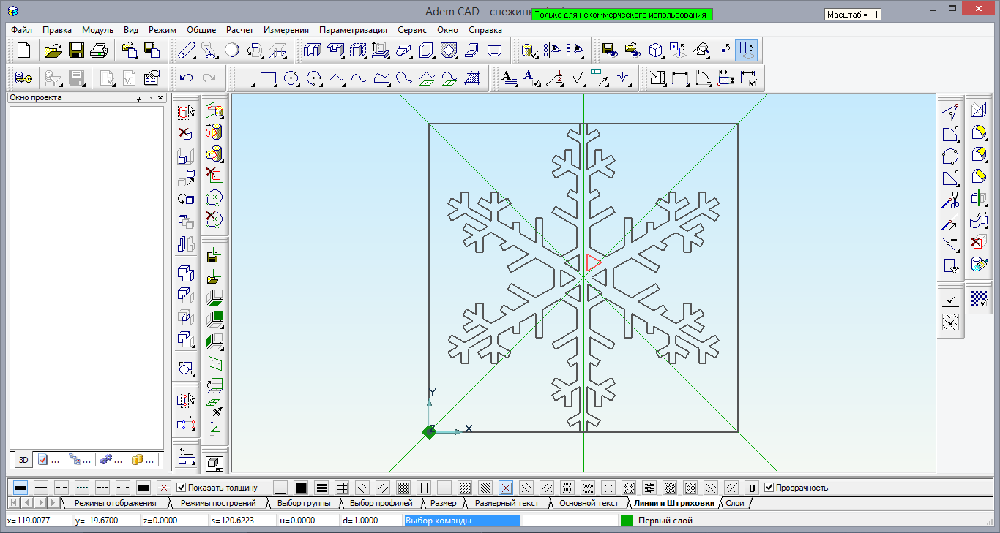 Adem CAD - снежин
Только для некоммерческого использования !
Масштаб =1:1
Файл Правка Модуль Вид Режим Общие Расчет Измерения Параметризация Сервис Окно Справка
Окно проекта
Y
Z
X
3D ... ... ... ...
U
Показать толщину
Прозрачность
Режимы отображения Режимы построений Выбор группы Выбор профилей Размер Размерный текст Основной текст Линии и Штриховки Слои
x=119.0077 y=-19.6700 z=0.0000 s=120.6223 u=0.0000 d=1.0000 Выбор команды Первый слой